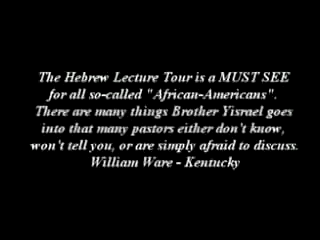 The Hebrew Lecture Tour is a MUST SEE
for all so-called "African-Americans".
There are many things Brother Yisrael goes
into that many pastors either don't know,
won't tell you, or are simply afraid to discuss.
William Ware - Kentucky